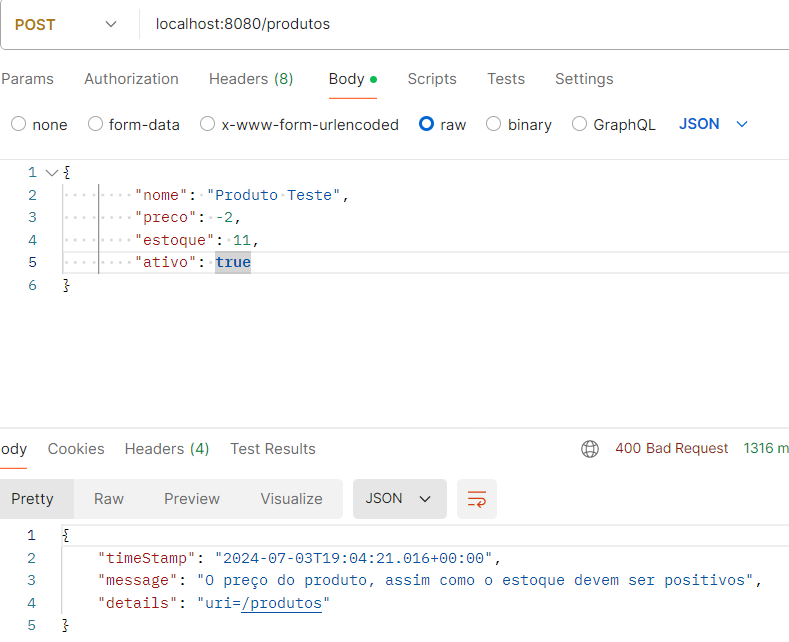 POST localhost:8080/produtos
Params Authorization Headers (8) Body Scripts Tests Settings
none form-data x-www-form-urlencoded raw binary GraphQL JSON
1 {
2 "nome": "Produto Teste",
3 "preco": -2,
4 "estoque": 11,
5 "ativo": true
6 }
ody Cookies Headers (4) Test Results 400 Bad Request 1316 m
Pretty Raw Preview Visualize JSON
1 {
2 "timeStamp": "2024-07-03T19:04:21.016+00:00",
3 "message": "O preço do produto, assim como o estoque devem ser positivos",
4 "details": "uri=/produtos"
5 }